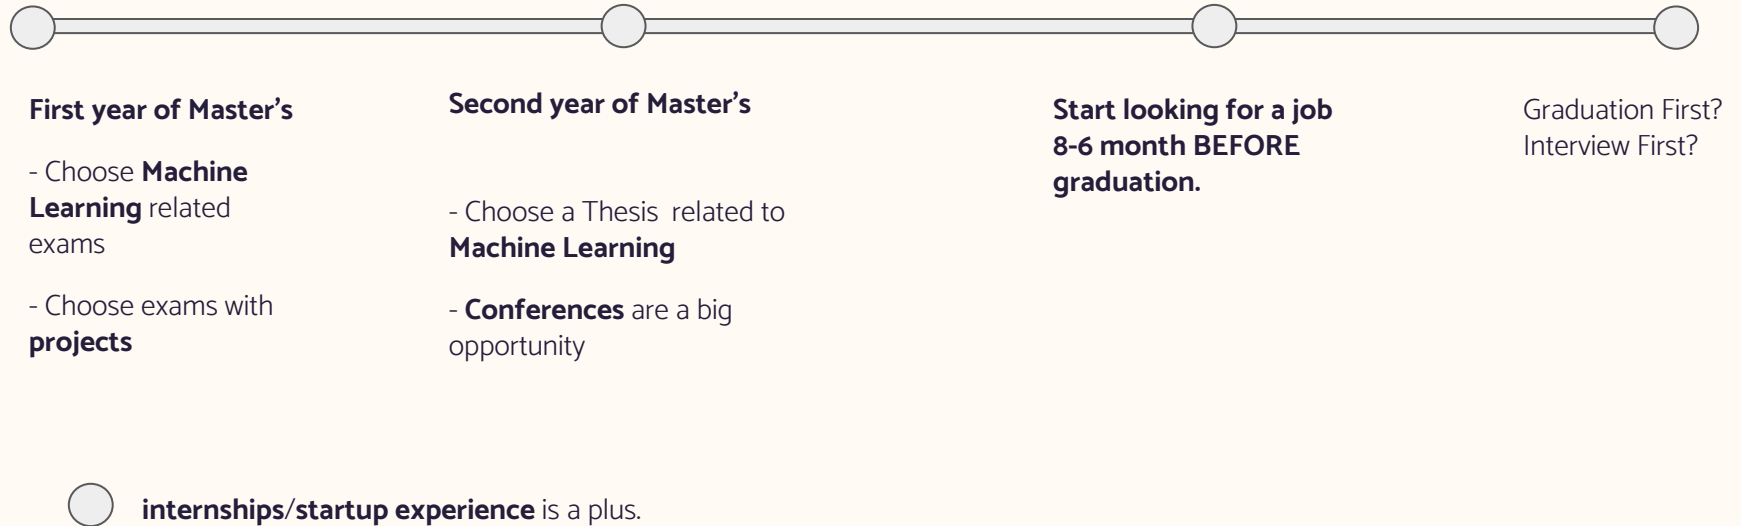 First year of Master’s
- Choose Machine
Learning related
exams
- Choose exams with
projects
Second year of Master’s
- Choose a Thesis  related to
Machine Learning
- Conferences are a big
opportunity
Start looking for a job
8-6 month BEFORE
graduation.
Graduation First?
Interview First?
internships/startup experience is a plus.